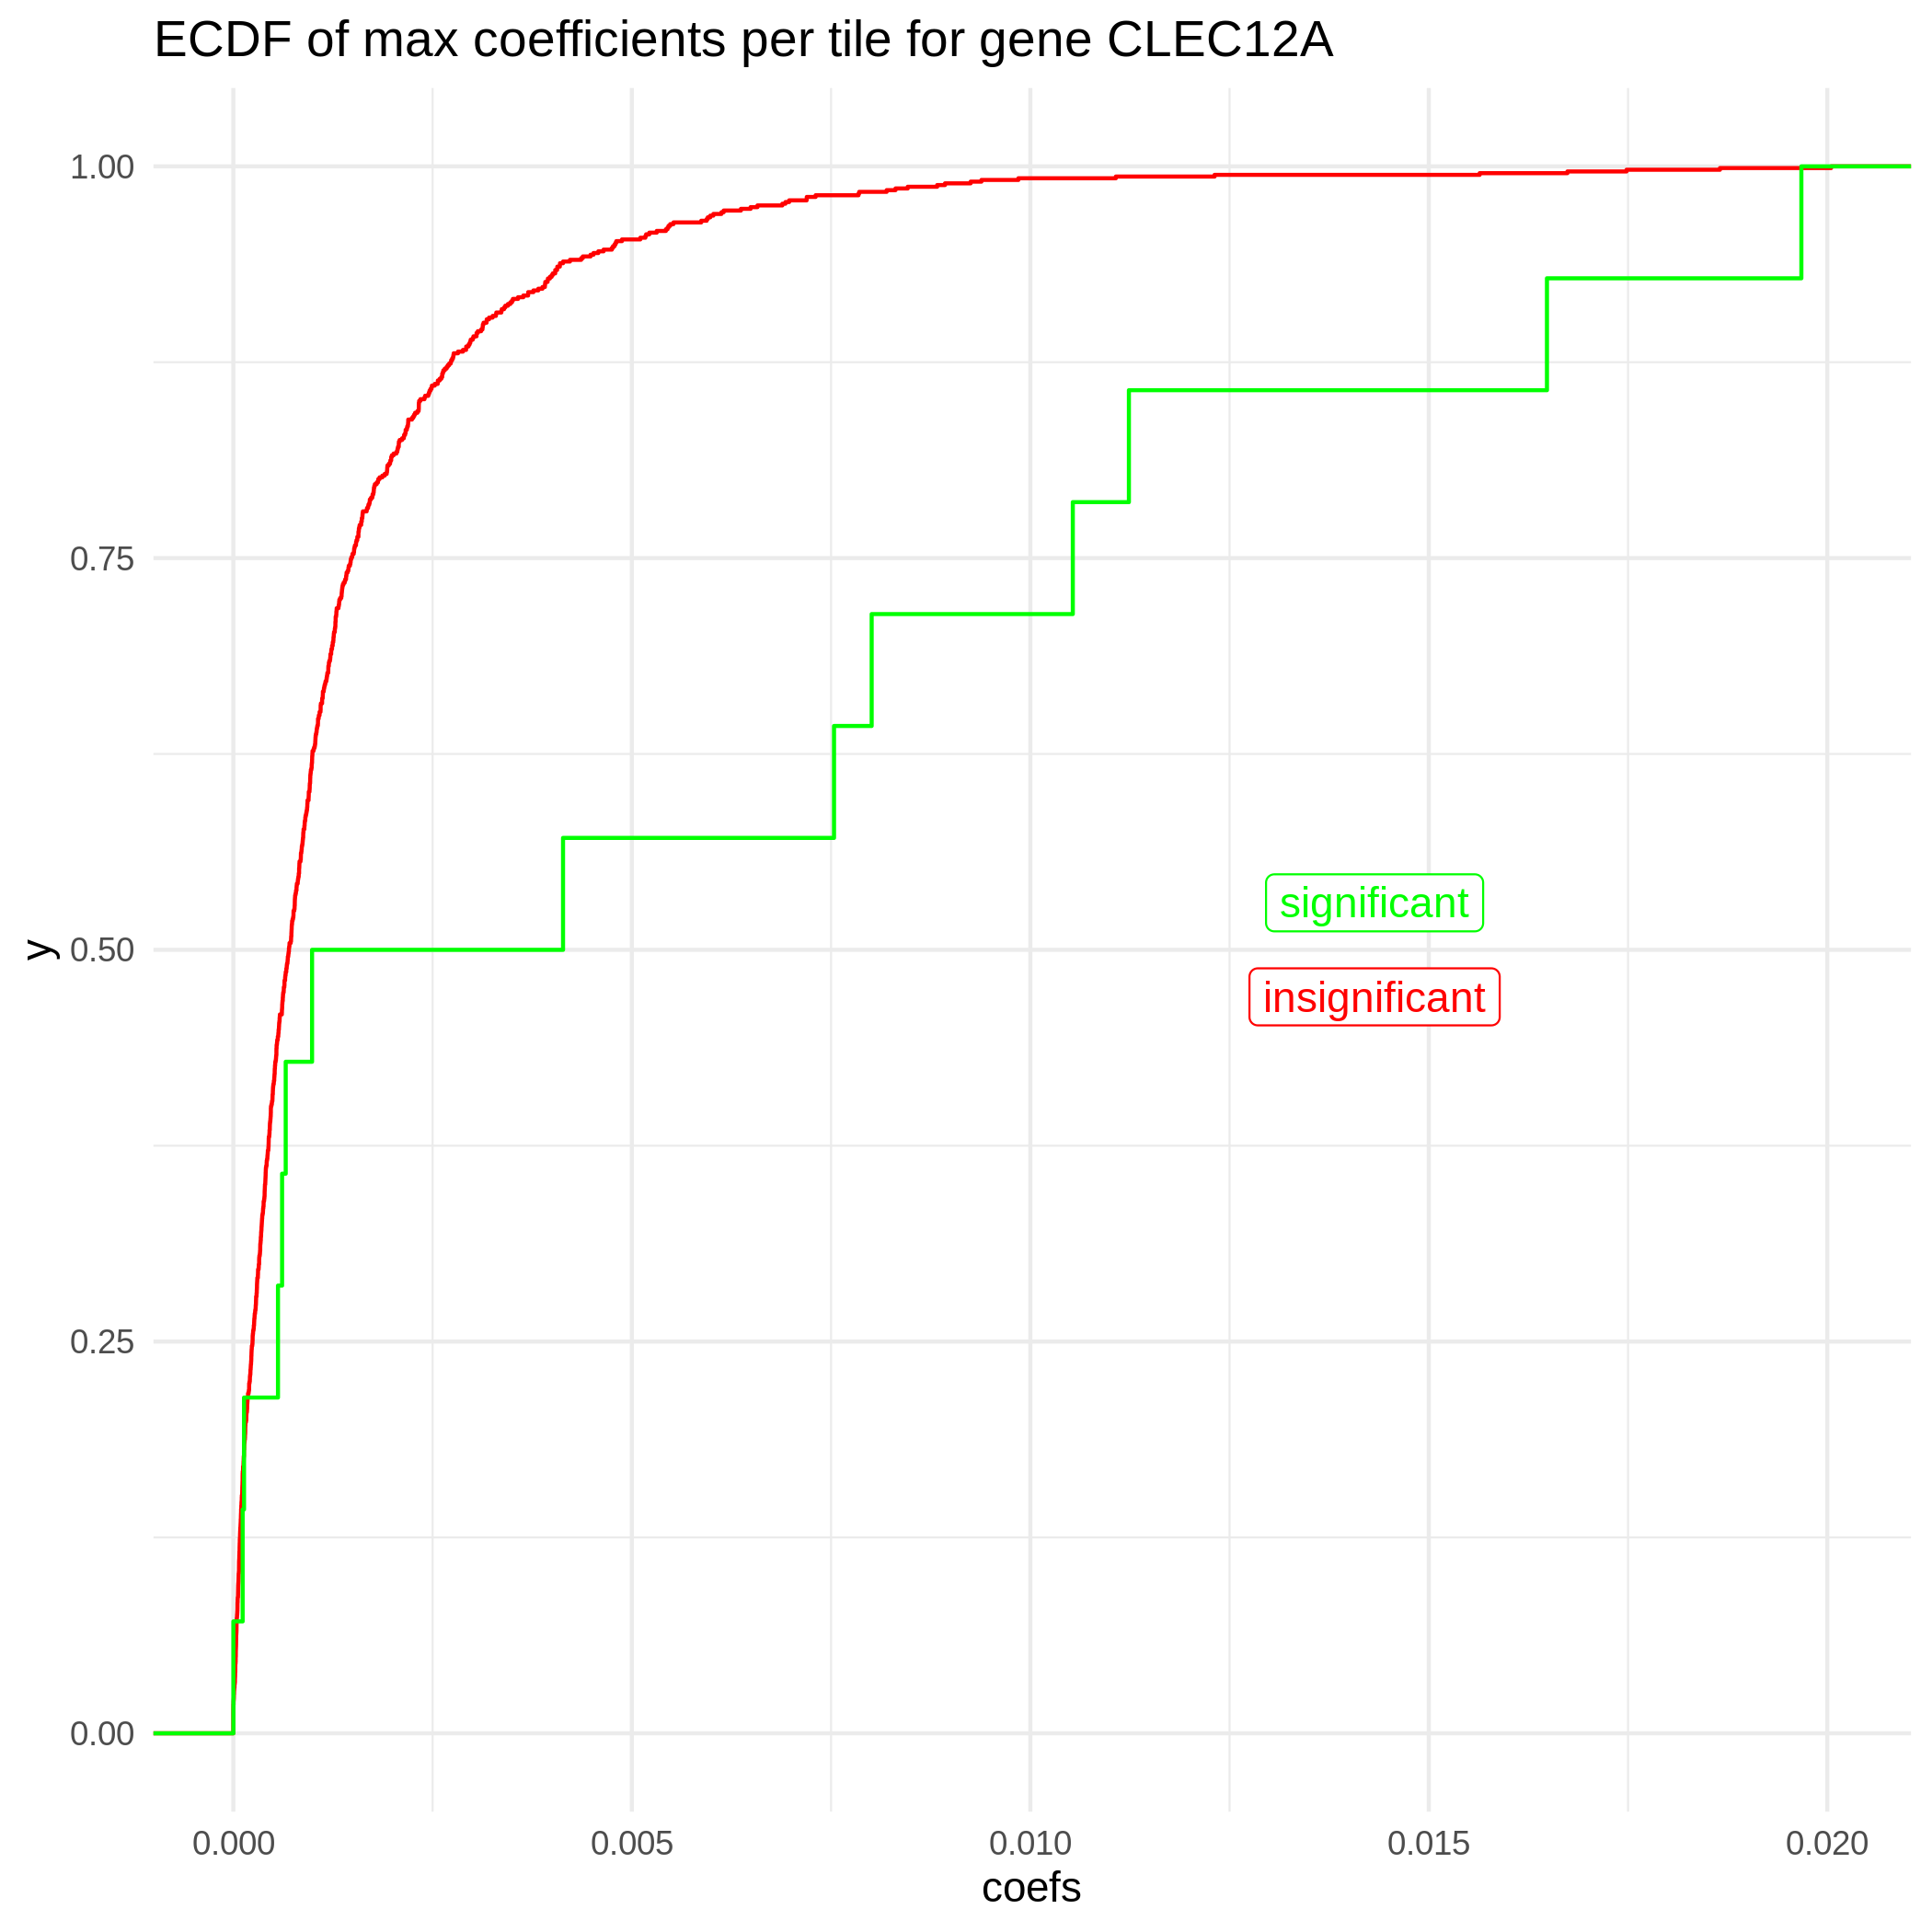 ECDF of max coefficients per tile for gene CLEC12A
1.00
0.75
0.50
0.25
0.00
y
significant
insignificant
0.000 0.005 0.010 0.015 0.020
coefs